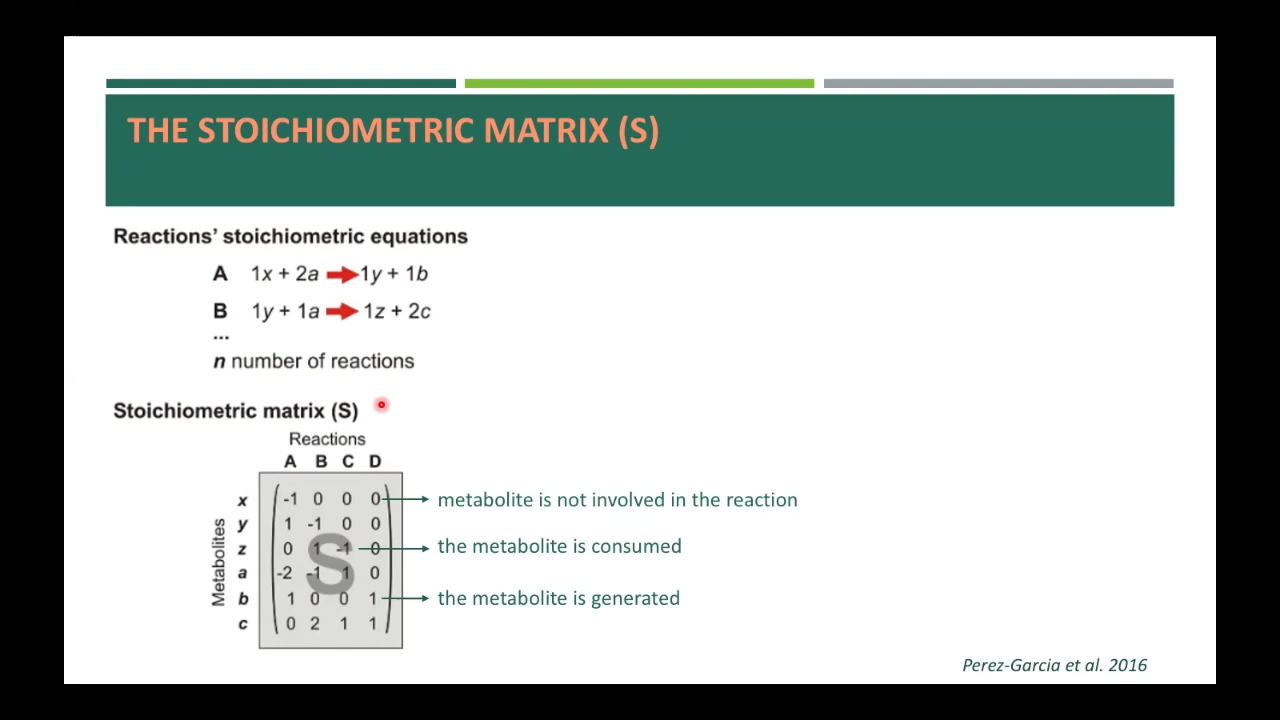 THE STOICHIOMETRIC MATRIX (S)
Reactions' stoichiometric equations
A 1x + 2a 1y + 1b
B 1y + 1a 1z + 2c
...
n number of reactions
Stoichiometric matrix (S)
Reactions
A B C D
Metabolites
x -1 0 0 0 metabolite is not involved in the reaction
y 1 -1 0 0
z 0 1 -1 0 the metabolite is consumed
a -2 -1 1 0
b 1 0 0 1 the metabolite is generated
c 0 2 1 1
S
Perez-Garcia et al. 2016